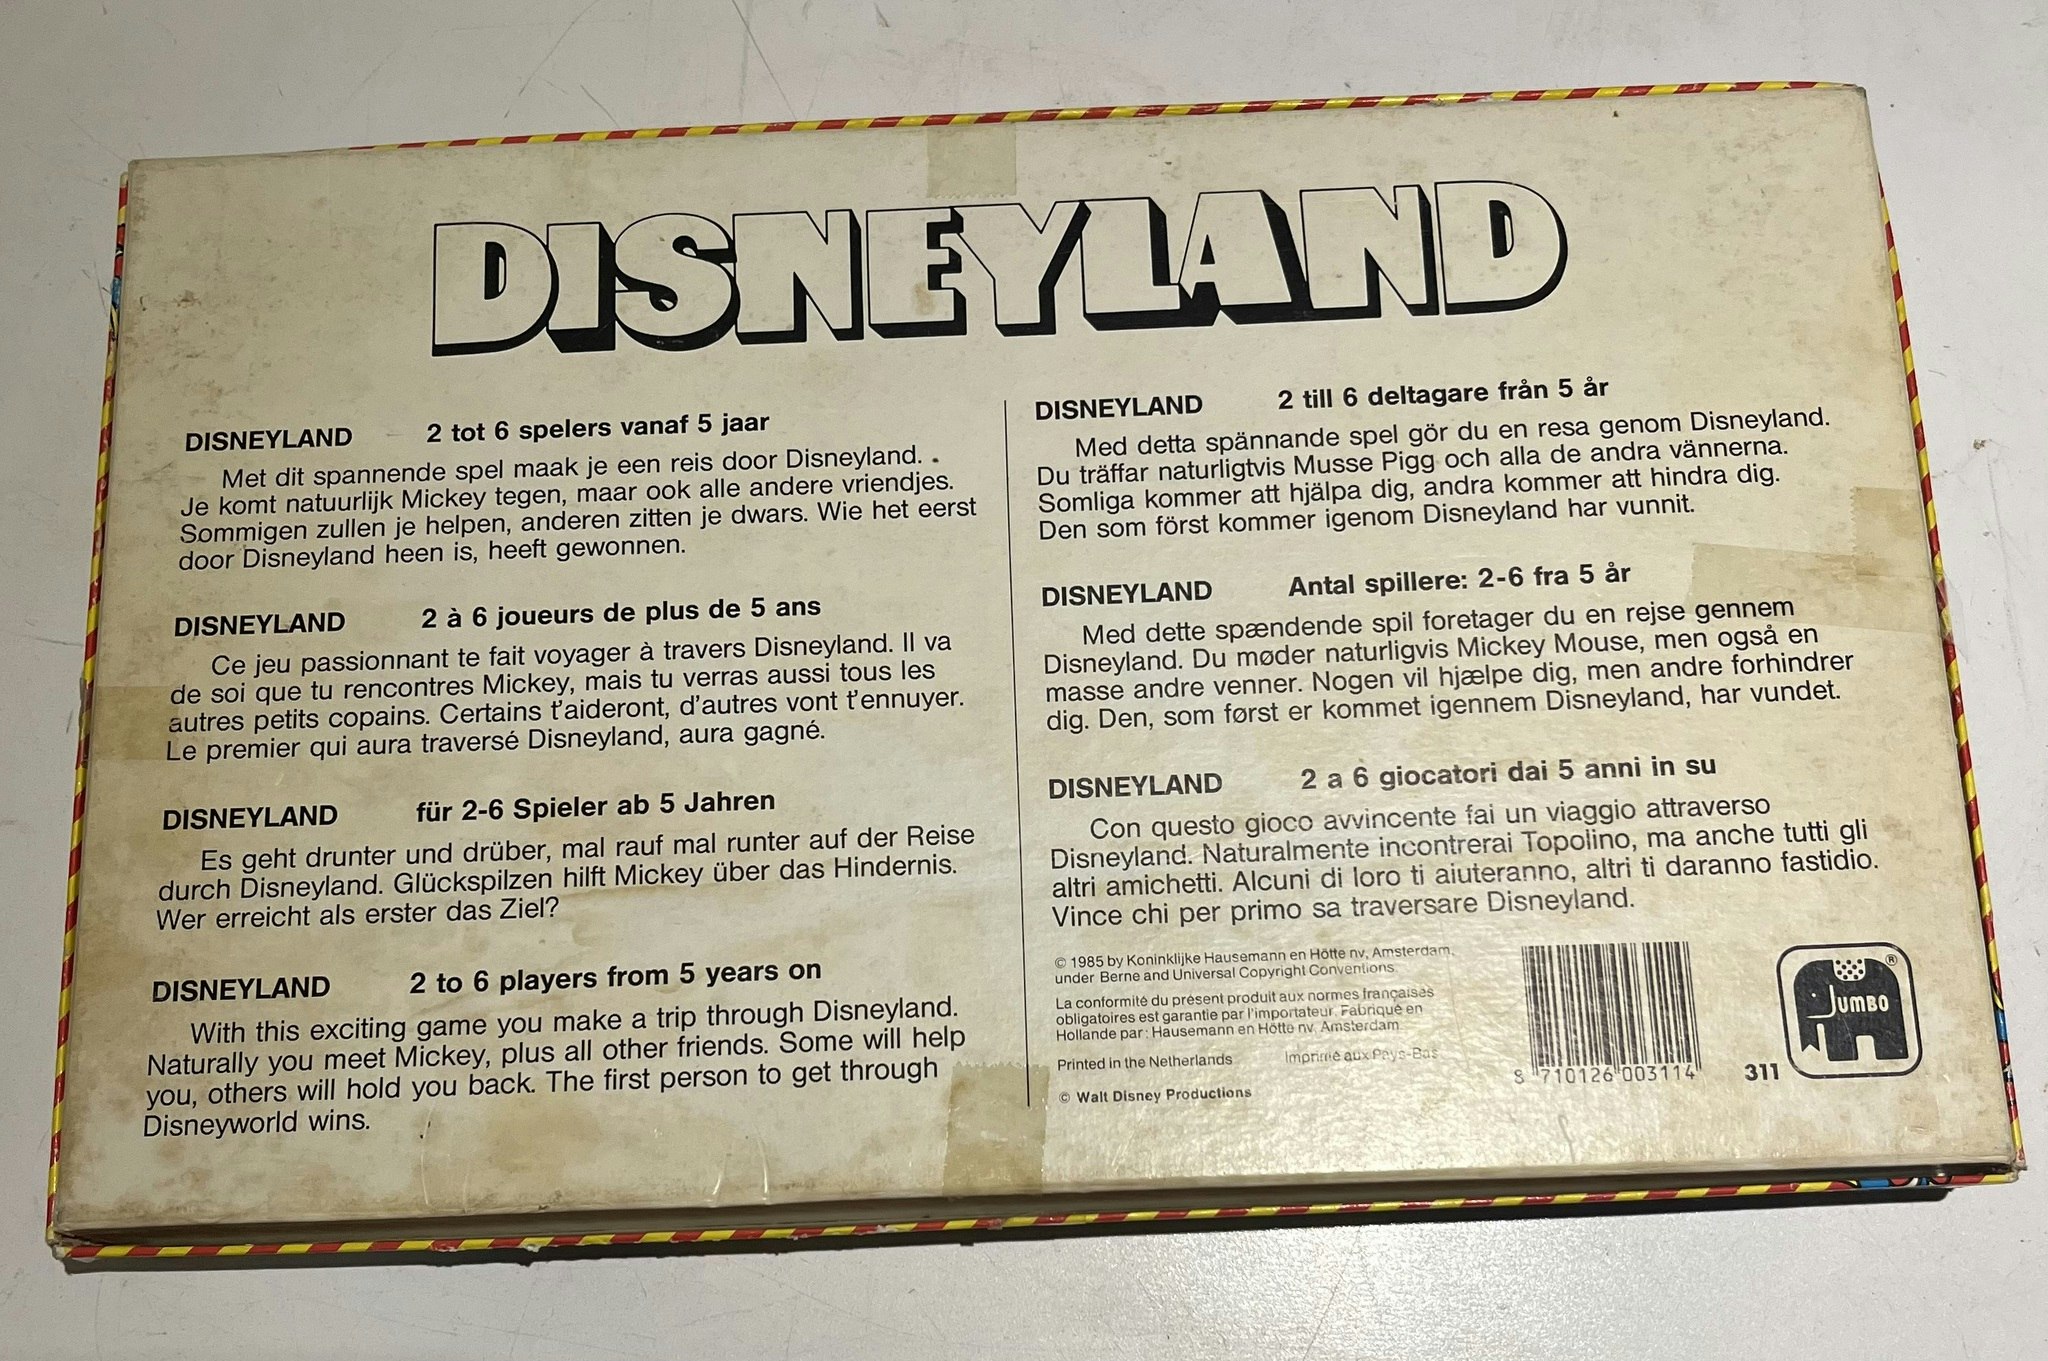 DISNEYLAND
DISNEYLAND 2 tot 6 spelers vanaf 5 jaar
Met dit spannende spel maak je een reis door Disneyland.
Je komt natuurlijk Mickey tegen, maar ook alle andere vriendjes.
Sommigen zullen je helpen, anderen zitten je dwars. Wie het eerst
door Disneyland heen is, heeft gewonnen.
DISNEYLAND 2 à 6 joueurs de plus de 5 ans
Ce jeu passionnant te fait voyager à travers Disneyland. Il va
de soi que tu rencontres Mickey, mais tu verras aussi tous les
autres petits copains. Certains t'aideront, d'autres vont t'ennuyer.
Le premier qui aura traversé Disneyland, aura gagné.
DISNEYLAND für 2-6 Spieler ab 5 Jahren
Es geht drunter und drüber, mal rauf mal runter auf der Reise
durch Disneyland. Glückspilzen hilft Mickey über das Hindernis.
Wer erreicht als erster das Ziel?
DISNEYLAND 2 to 6 players from 5 years on
With this exciting game you make a trip through Disneyland.
Naturally you meet Mickey, plus all other friends. Some will help
you, others will hold you back. The first person to get through
Disneyworld wins.
DISNEYLAND 2 till 6 deltagare från 5 år
Med detta spännande spel gör du en resa genom Disneyland.
Du träffar naturligtvis Musse Pigg och alla de andra vännerna.
Somliga kommer att hjälpa dig, andra kommer att hindra dig.
Den som först kommer igenom Disneyland har vunnit.
DISNEYLAND Antal spillere: 2-6 fra 5 år
Med dette spændende spil foretager du en rejse gennem
Disneyland. Du møder naturligvis Mickey Mouse, men også en
masse andre venner. Nogen vil hjælpe dig, men andre forhindrer
dig. Den, som først er kommet igennem Disneyland, har vundet.
DISNEYLAND 2 a 6 giocatori dai 5 anni in su
Con questo gioco avvincente fai un viaggio attraverso
Disneyland. Naturalmente incontrerai Topolino, ma anche tutti gli
altri amichetti. Alcuni di loro ti aiuteranno, altri ti daranno fastidio.
Vince chi per primo sa traversare Disneyland.
© 1985 by Koninklijke Hausemann en Hötte nv, Amsterdam,
under Berne and Universal Copyright Conventions.
La conformité du présent produit aux normes françaises
obligatoires est garantie par l'importateur. Fabriqué en
Hollande par: Hausemann en Hötte nv. Amsterdam
Printed in the Netherlands Imprimé aux Pays-Bas
© Walt Disney Productions
8 710126 003114
311
JUMBO ®